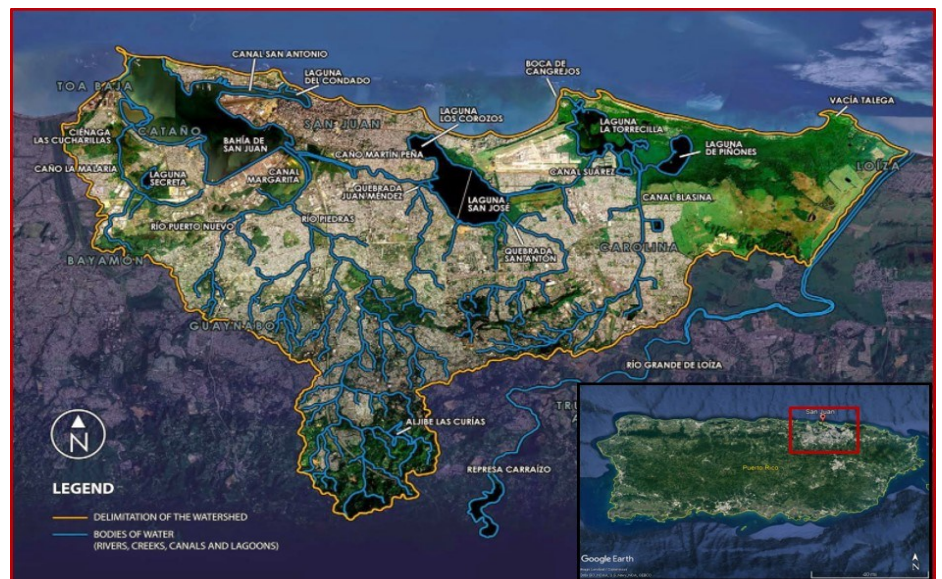 CANAL SAN ANTONIO
LAGUNA
DEL CONDADO
BOCA DE
CANGREJOS
TOA BAJA
VACÍA TALEGA
LAGUNA
LOS COROZOS
LAGUNA
LA TORRECILLA
SAN JUAN
CIÉNAGA
LAS CUCHARILLAS
CATAÑO
BAHÍA DE
SAN JUAN
CAÑO MARTÍN PEÑA
LAGUNA
DE PIÑONES
LOÍZA
CAÑO LA MALARIA
LAGUNA
SECRETA
CANAL
MARGARITA
CANAL SUÁREZ
QUEBRADA
JUAN MÉNDEZ
LAGUNA
SAN JOSÉ
CANAL BLASINA
RÍO PUERTO NUEVO
RÍO PIEDRAS
QUEBRADA
SAN ANTÓN
CAROLINA
BAYAMÓN
GUAYNABO
RÍO GRANDE DE LOÍZA
ALJIBE LAS CURÍAS
REPRESA CARRAÍZO
N
LEGEND
DELIMITATION OF THE WATERSHED
BODIES OF WATER
(RIVERS, CREEKS, CANALS AND LAGOONS)
San Juan
Puerto Rico
Google Earth
N